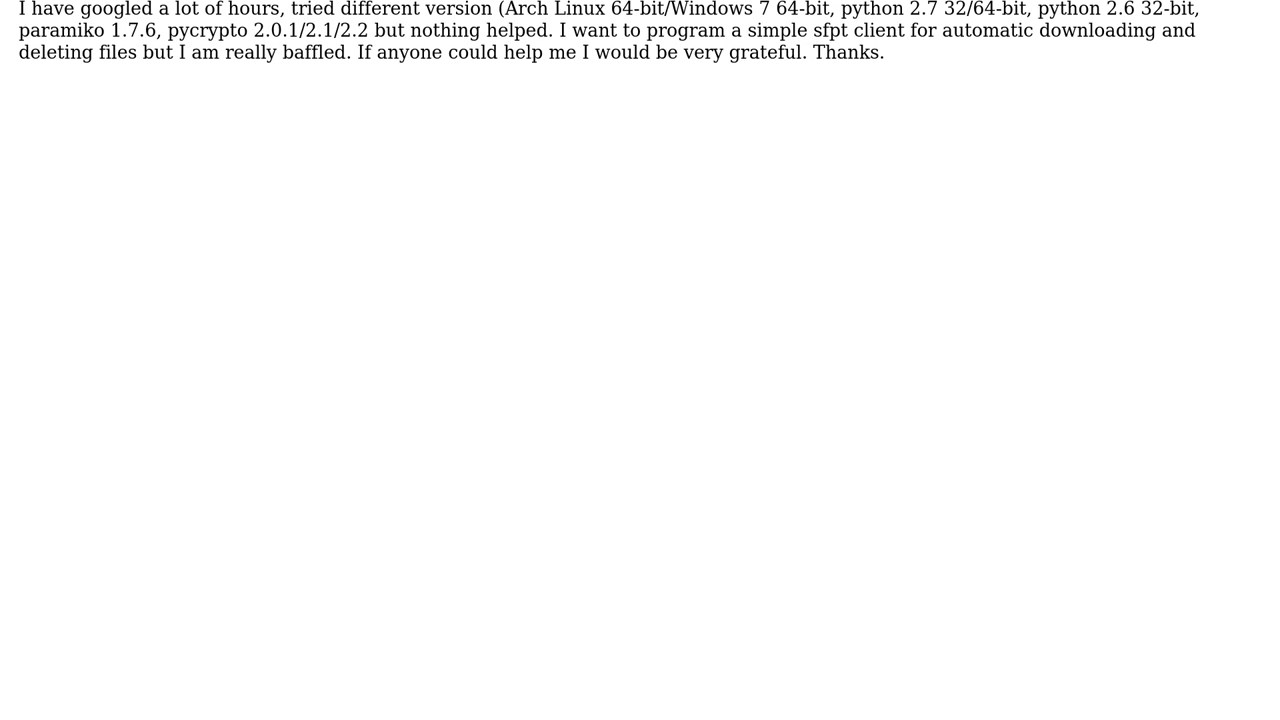 I have googled a lot of hours, tried different version (Arch Linux 64-bit/Windows 7 64-bit, python 2.7 32/64-bit, python 2.6 32-bit,
paramiko 1.7.6, pycrypto 2.0.1/2.1/2.2 but nothing helped. I want to program a simple sfpt client for automatic downloading and
deleting files but I am really baffled. If anyone could help me I would be very grateful. Thanks.